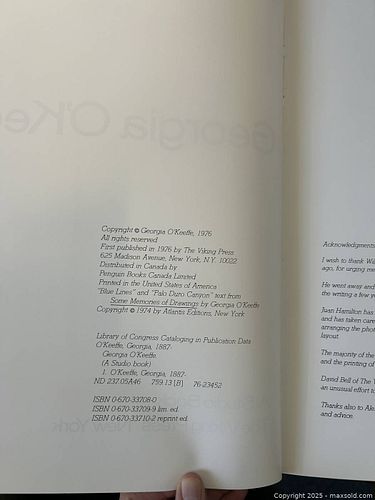 Copyright © Georgia O'Keeffe, 1976
All rights reserved
First published in 1976 by The Viking Press
625 Madison Avenue, New York, N.Y. 10022
Distributed in Canada by
Penguin Books Canada Limited
Printed in the United States of America
"Blue Lines" and "Palo Duro Canyon" text from
Some Memories of Drawings by Georgia O'Keeffe
Copyright © 1974 by Atlantis Editions, New York
Library of Congress Cataloging in Publication Data
O'Keeffe, Georgia, 1887-
Georgia O'Keeffe.
(A Studio book)
1. O'Keeffe, Georgia, 1887-
ND 237.O5A46 759.13 [B] 76-23452
ISBN 0-670-33708-0
ISBN 0-670-33709-9 lim. ed.
ISBN 0-670-33710-2 reprint ed.
Acknowledgments
I wish to thank
ago, for urging me
He went away and
the writing a few
Juan Hamilton has
and has taken care
arranging the
layout.
The majority of the
and the printing of
David Bell of The
an unusual effort to
Thanks also to
and advice.
Copyright 2025 - maxsold.com